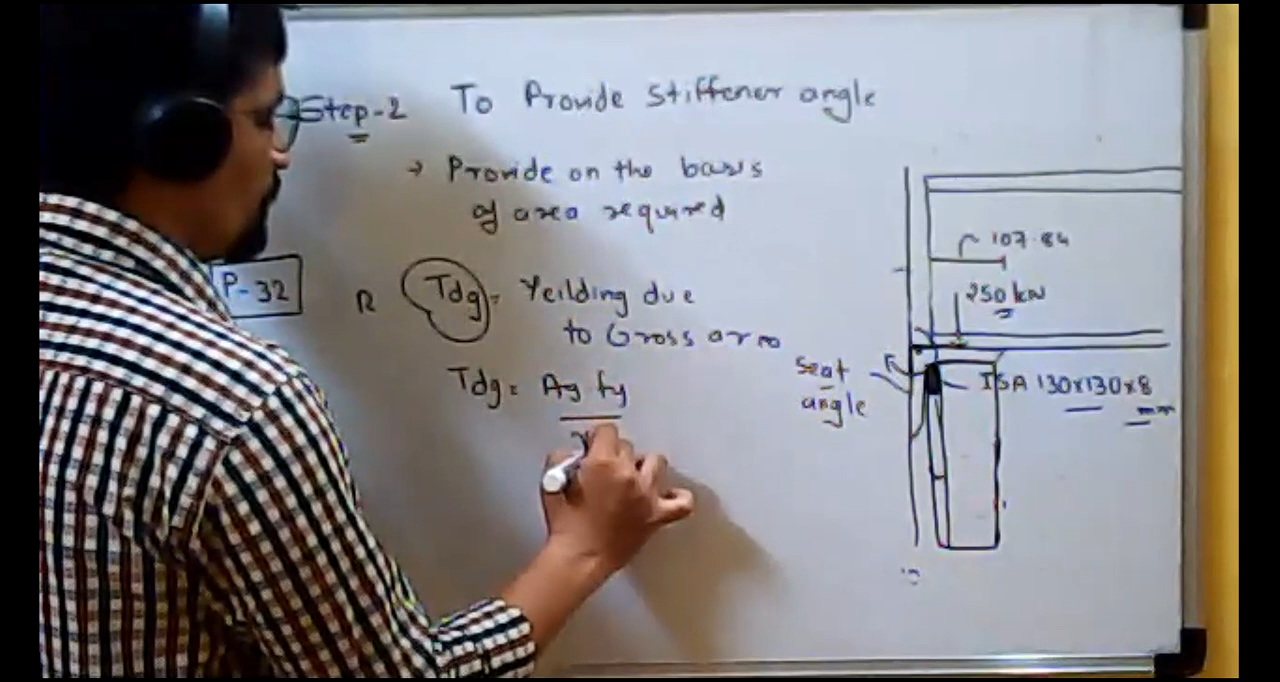 Step-2 To Provide Stiffener angle
→ Provide on the basis
of area required
P-32
R Tdg = Yeilding due
to Gross area
Tdg = Ag fy
107.84
250 kN
Seat
angle
ISA 130x130x8
mm